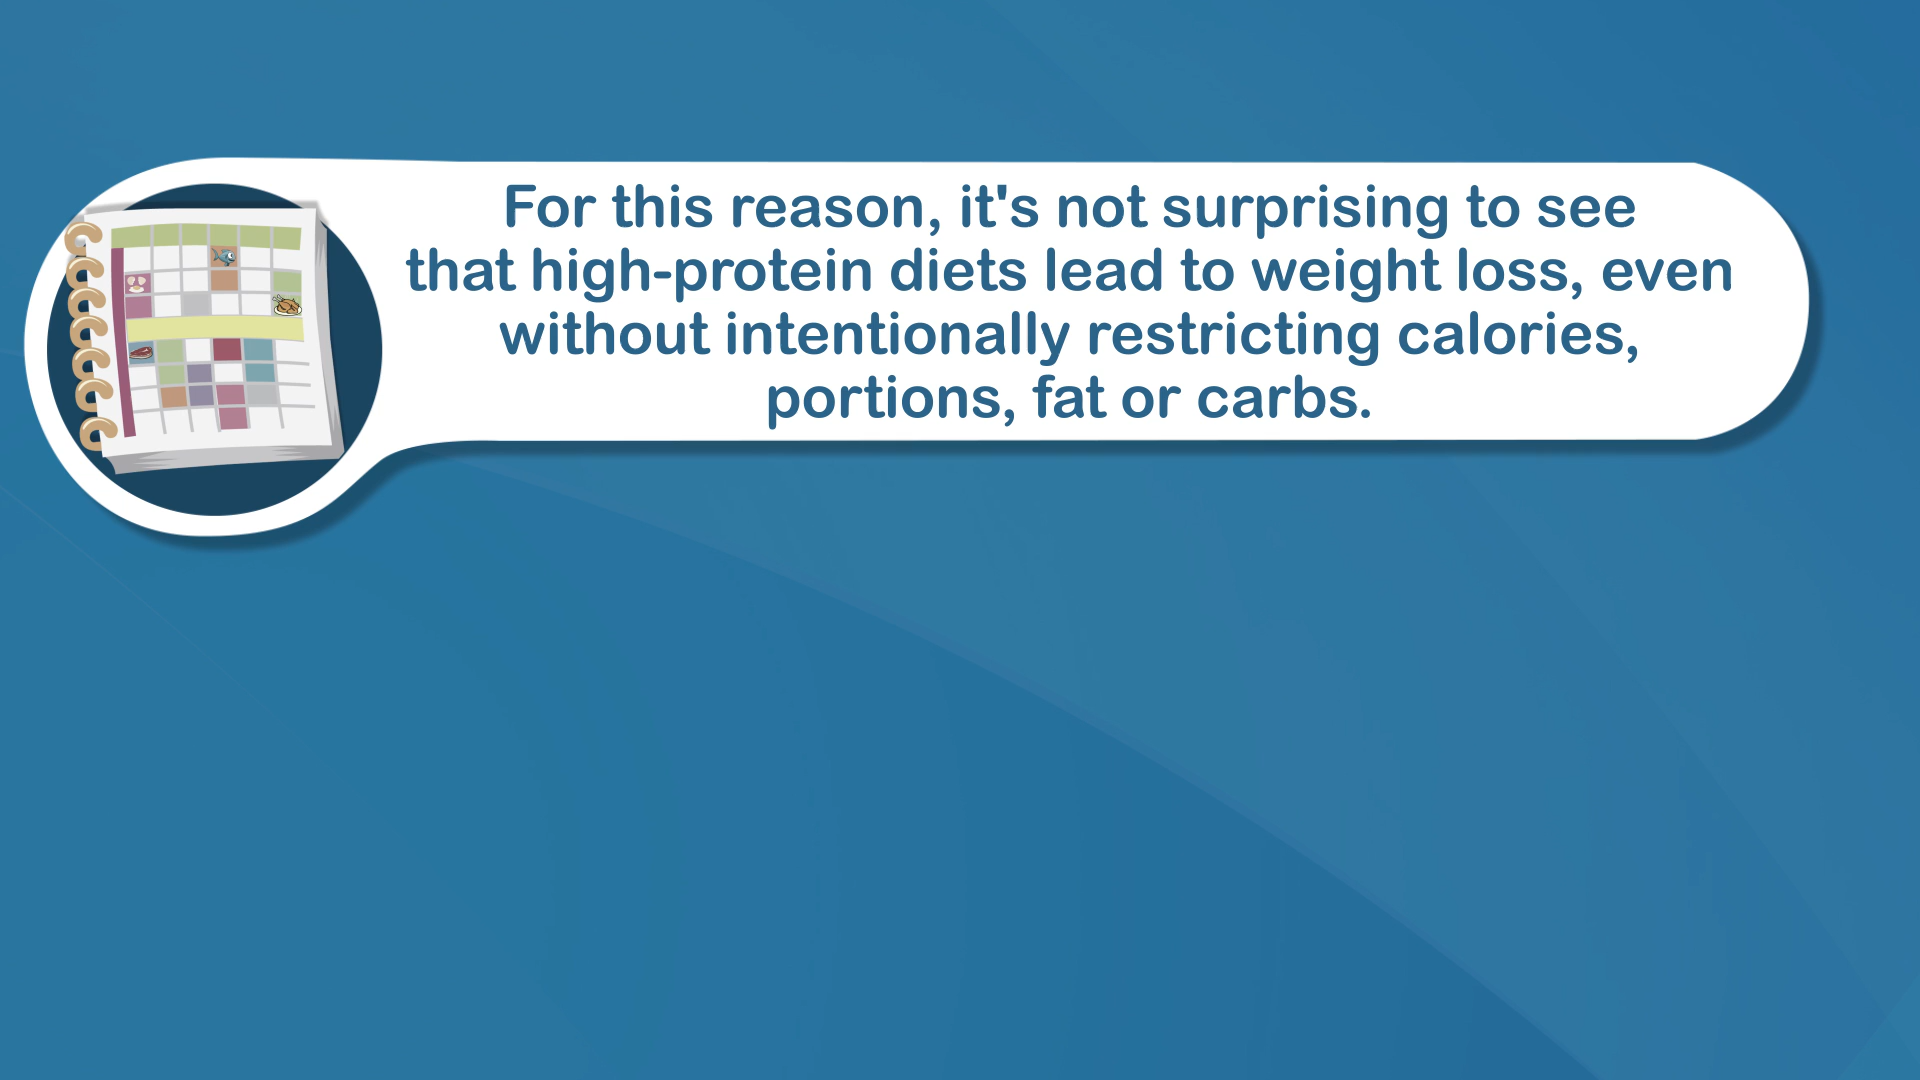 For this reason, it's not surprising to see
that high-protein diets lead to weight loss, even
without intentionally restricting calories,
portions, fat or carbs.